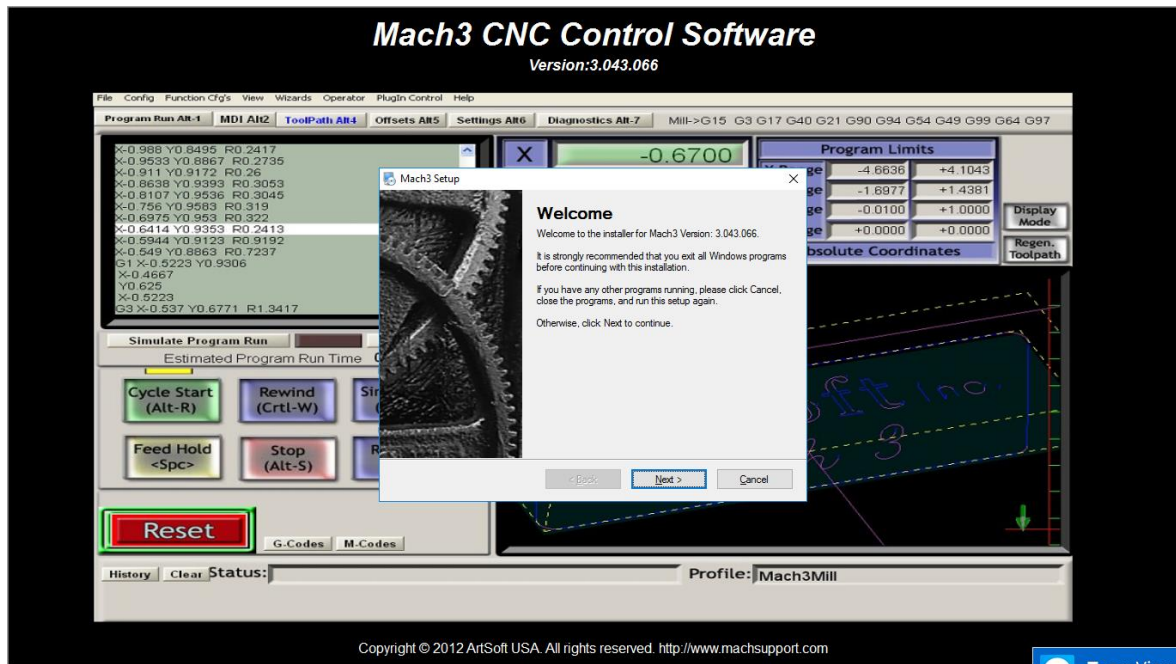 Mach3 CNC Control Software
Version:3.043.066
File Config Function Cfg's View Wizards Operator PlugIn Control Help
Program Run Alt-1 MDI Alt2 ToolPath Alt4 Offsets Alt5 Settings Alt6 Diagnostics Alt-7 Mill->G15 G3 G17 G40 G21 G90 G94 G54 G49 G99 G64 G97
X-0.988 Y0.8495 R0.2417
X-0.9533 Y0.8867 R0.2735
X-0.911 Y0.9172 R0.26
X-0.8638 Y0.9393 R0.3053
X-0.8107 Y0.9536 R0.3045
X-0.756 Y0.9583 R0.319
X-0.6975 Y0.953 R0.322
X-0.6414 Y0.9353 R0.2413
X-0.5944 Y0.9123 R0.9192
X-0.549 Y0.8863 R0.7237
G1 X-0.5223 Y0.9306
X-0.4667
Y0.625
X-0.5223
G3 X-0.537 Y0.6771 R1.3417
X -0.6700
Program Limits
-4.6636 +4.1043
-1.6977 +1.4381
-0.0100 +1.0000
+0.0000 +0.0000
Coordinates
Display
Mode
Regen.
Toolpath
Mach3 Setup
Welcome
Welcome to the installer for Mach3 Version: 3.043.066.
It is strongly recommended that you exit all Windows programs
before continuing with this installation.
If you have any other programs running, please click Cancel,
close the programs, and run this setup again.
Otherwise, click Next to continue.
< Back Next > Cancel
Simulate Program Run
Estimated Program Run Time
Cycle Start
(Alt-R)
Rewind
(Crtl-W)
Feed Hold
<Spc>
Stop
(Alt-S)
Inc.
3
Reset
G-Codes M-Codes
History Clear Status: Profile: Mach3Mill
Copyright © 2012 ArtSoft USA. All rights reserved. http://www.machsupport.com